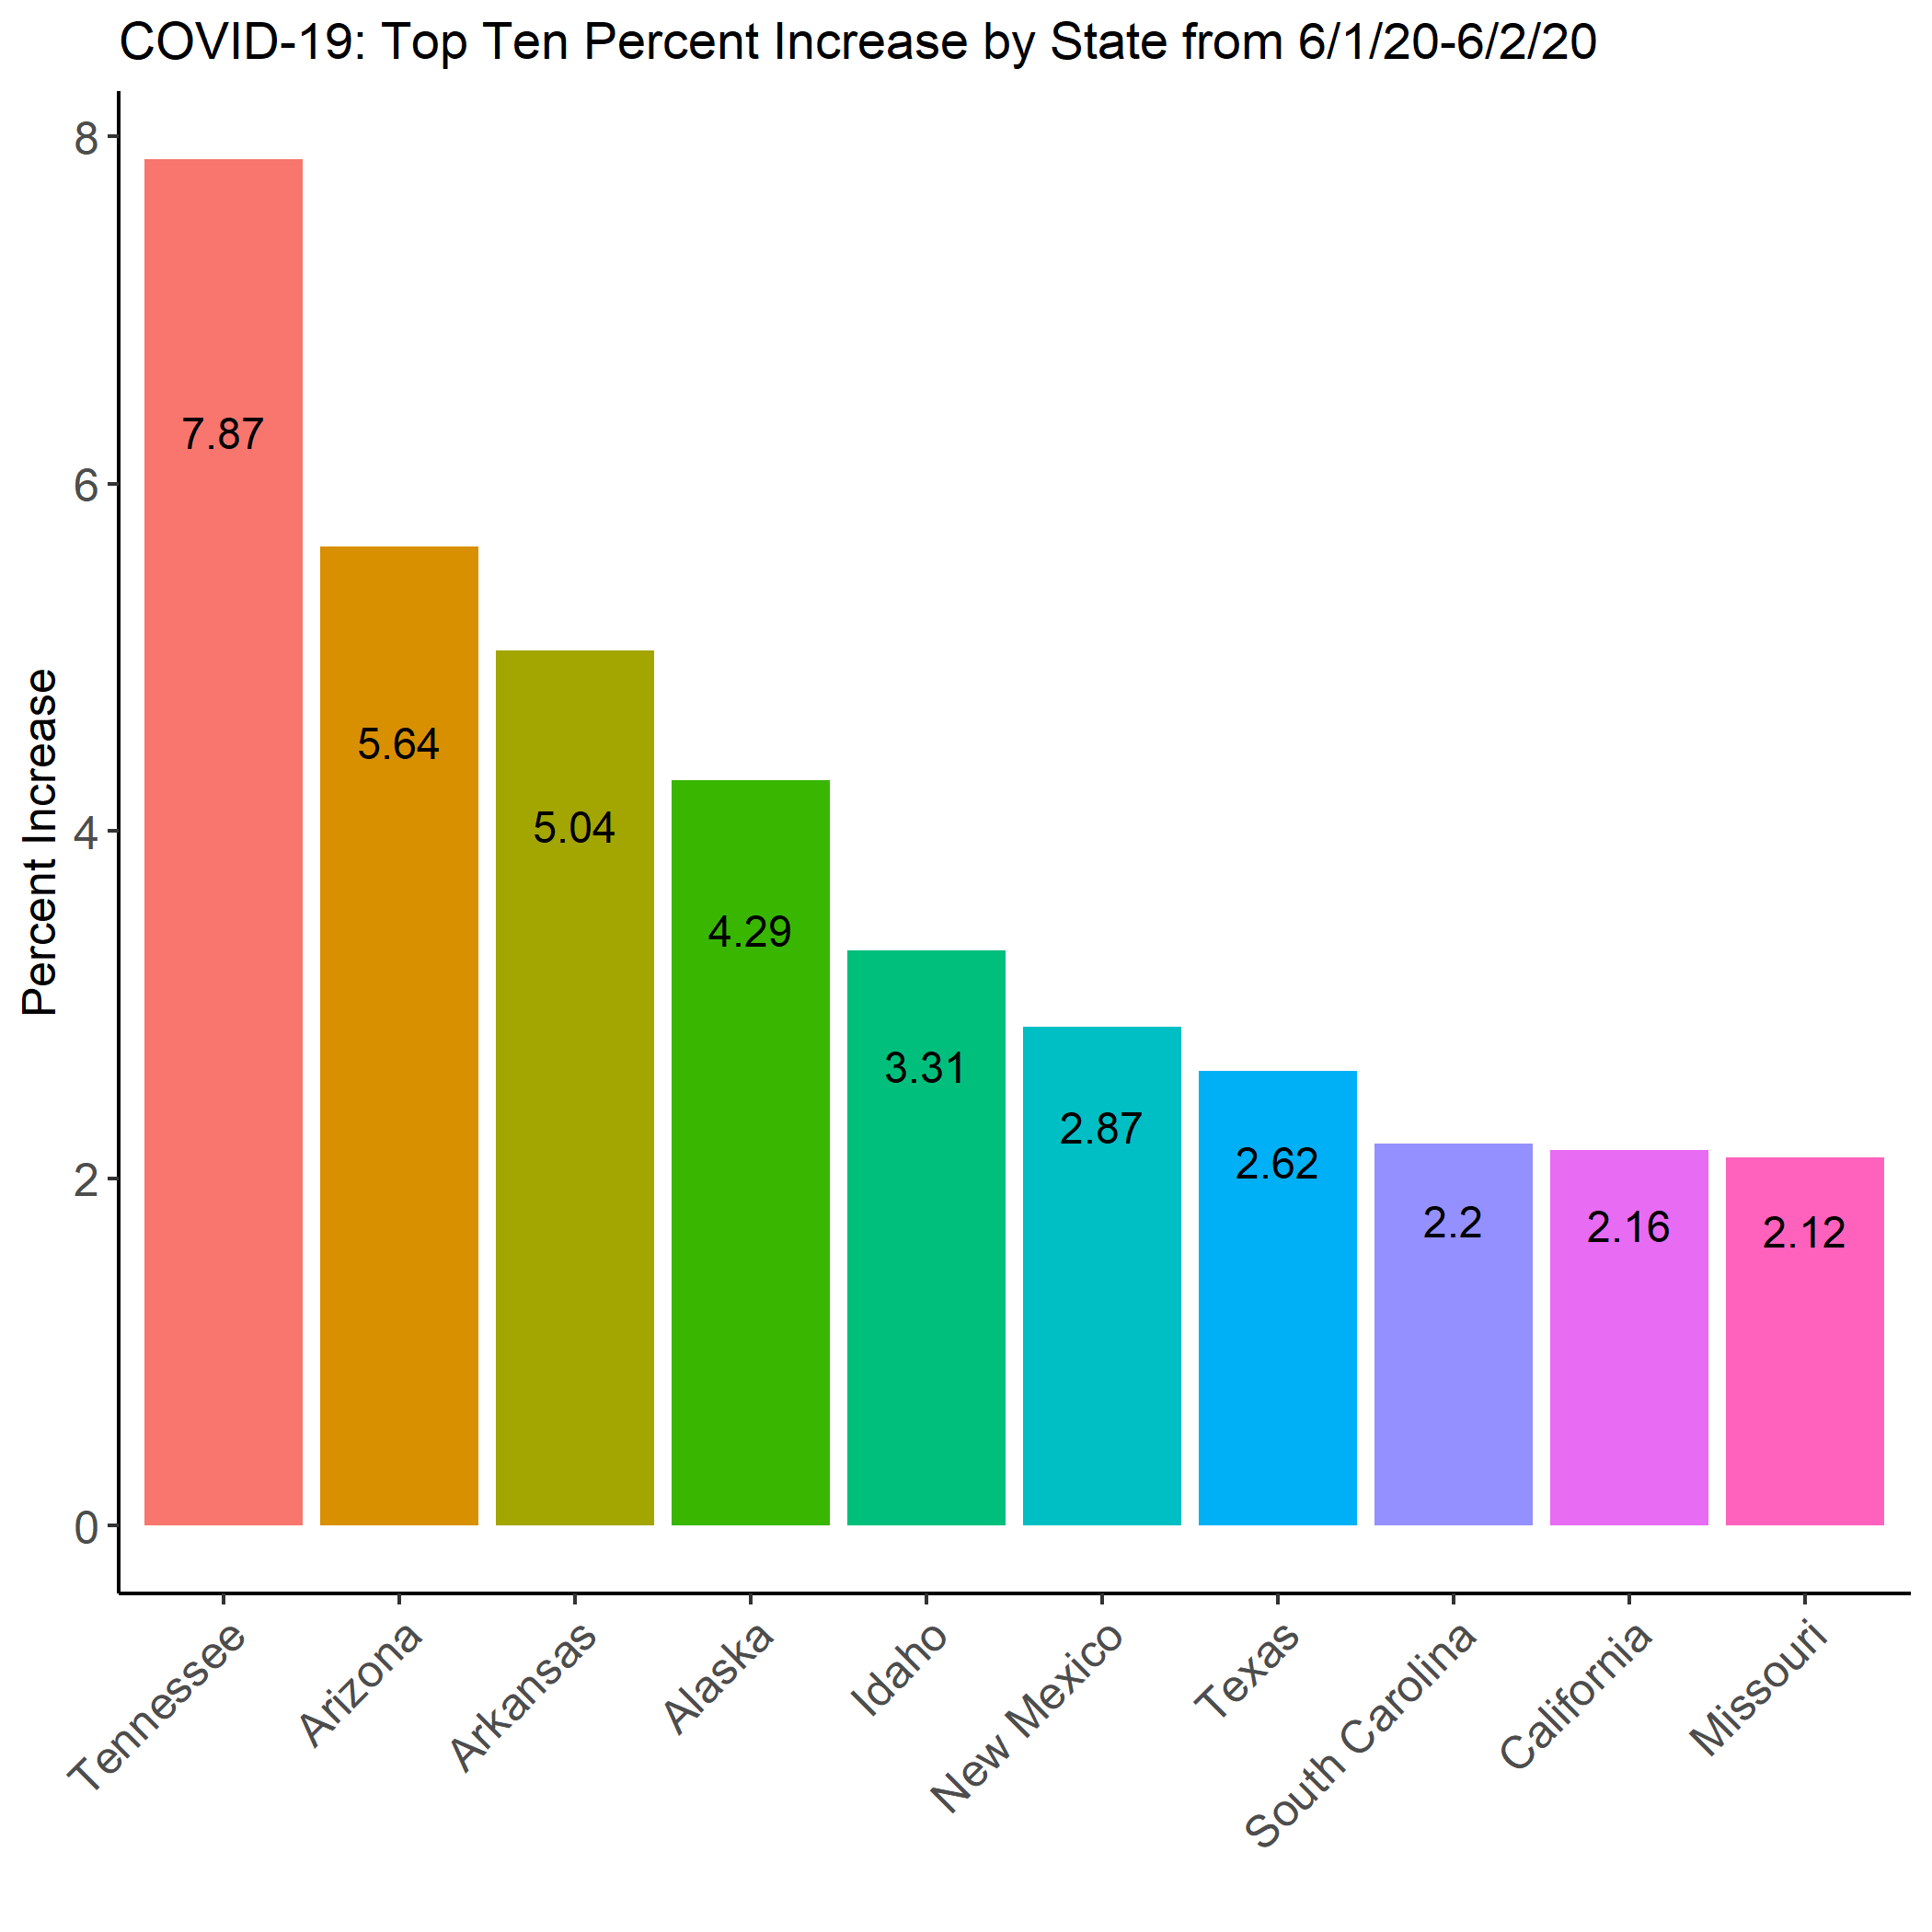 COVID-19: Top Ten Percent Increase by State from 6/1/20-6/2/20
Percent Increase
8
6
4
2
0
7.87
5.64
5.04
4.29
3.31
2.87
2.62
2.2
2.16
2.12
Tennessee
Arizona
Arkansas
Alaska
Idaho
New Mexico
Texas
South Carolina
California
Missouri